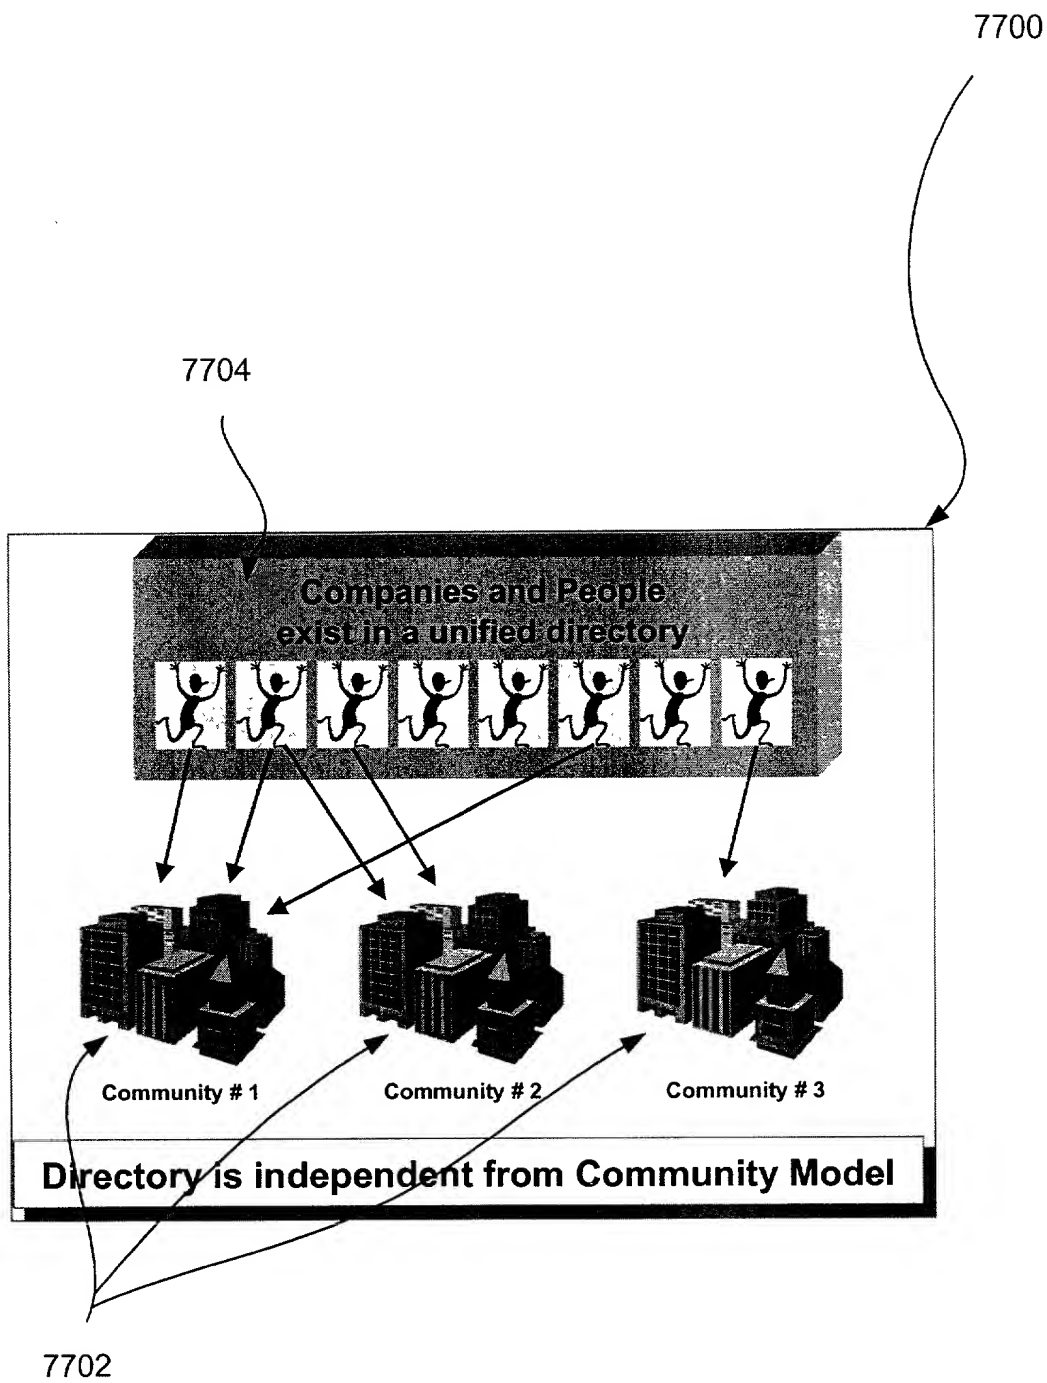 7700
7704
Companies and People
exist in a unified directory
Community # 1
Community # 2
Community # 3
Directory is independent from Community Model
7702